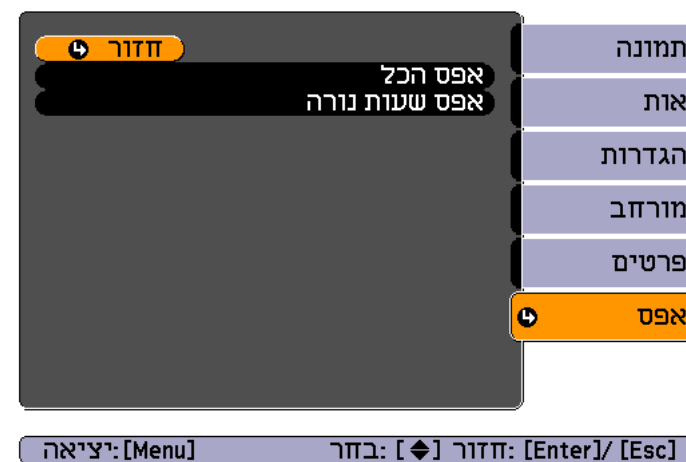 חזור
אפס הכל
אפס שעות נורה
תמונה
אות
הגדרות
מורחב
פרטים
אפס
[Esc] /[Enter] :חזור [◆] :בחר [Menu] :יציאה